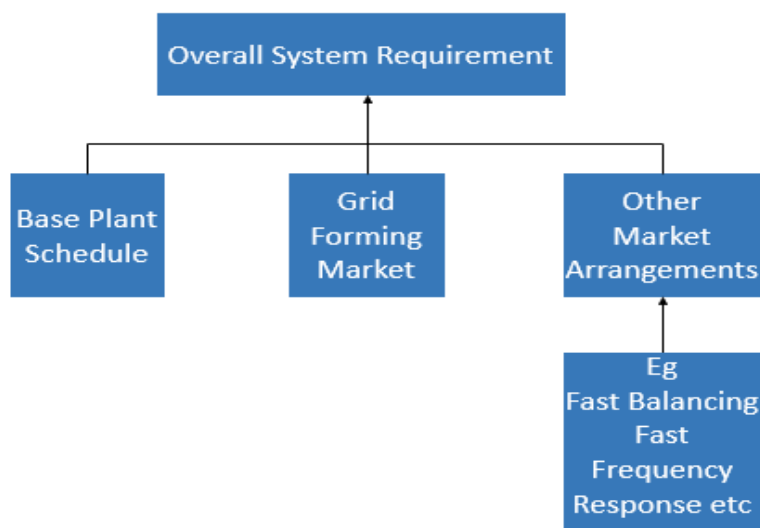 Overall System Requirement
Base Plant
Schedule
Grid
Forming
Market
Other
Market
Arrangements
Eg
Fast Balancing
Fast
Frequency
Response etc